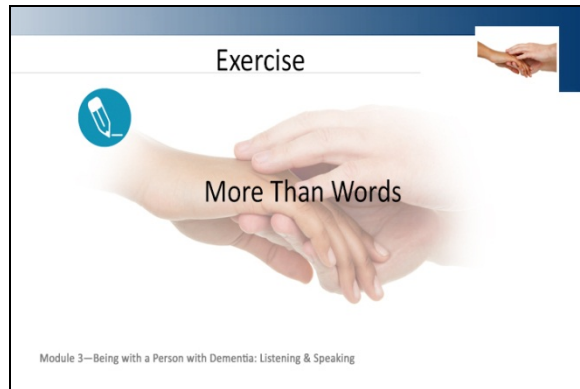 Exercise
More Than Words
Module 3—Being with a Person with Dementia: Listening & Speaking